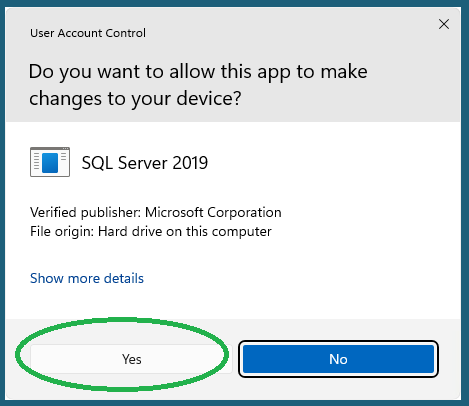 User Account Control
Do you want to allow this app to make
changes to your device?
SQL Server 2019
Verified publisher: Microsoft Corporation
File origin: Hard drive on this computer
Show more details
Yes
No